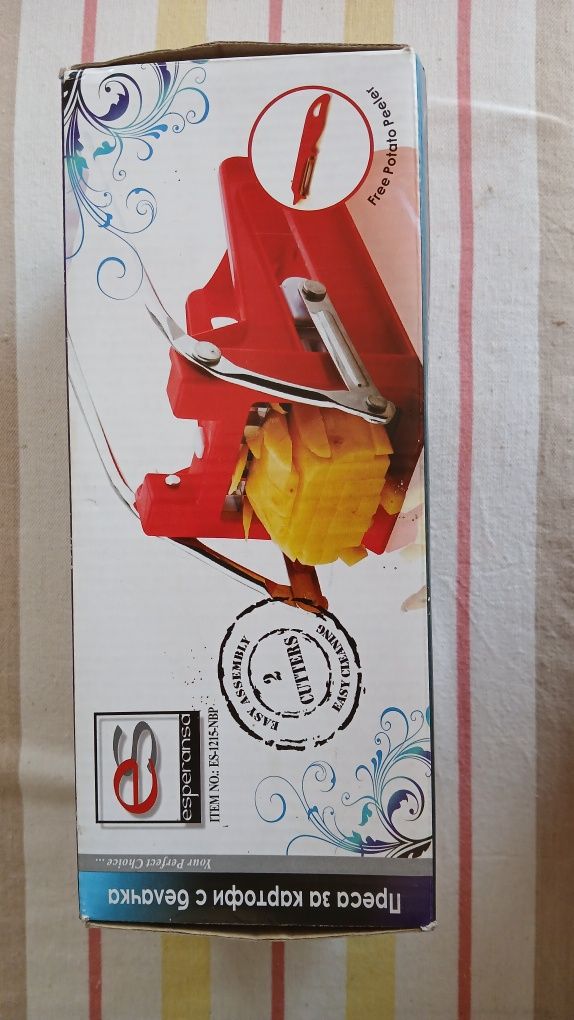 Free Potato Peeler
EASY ASSEMBLY
2
CUTTERS
EASY CLEANING
es
esperansa
ITEM NO.: ES-1215-NBP
Your Perfect Choice ...
Преса за картофи с белачка